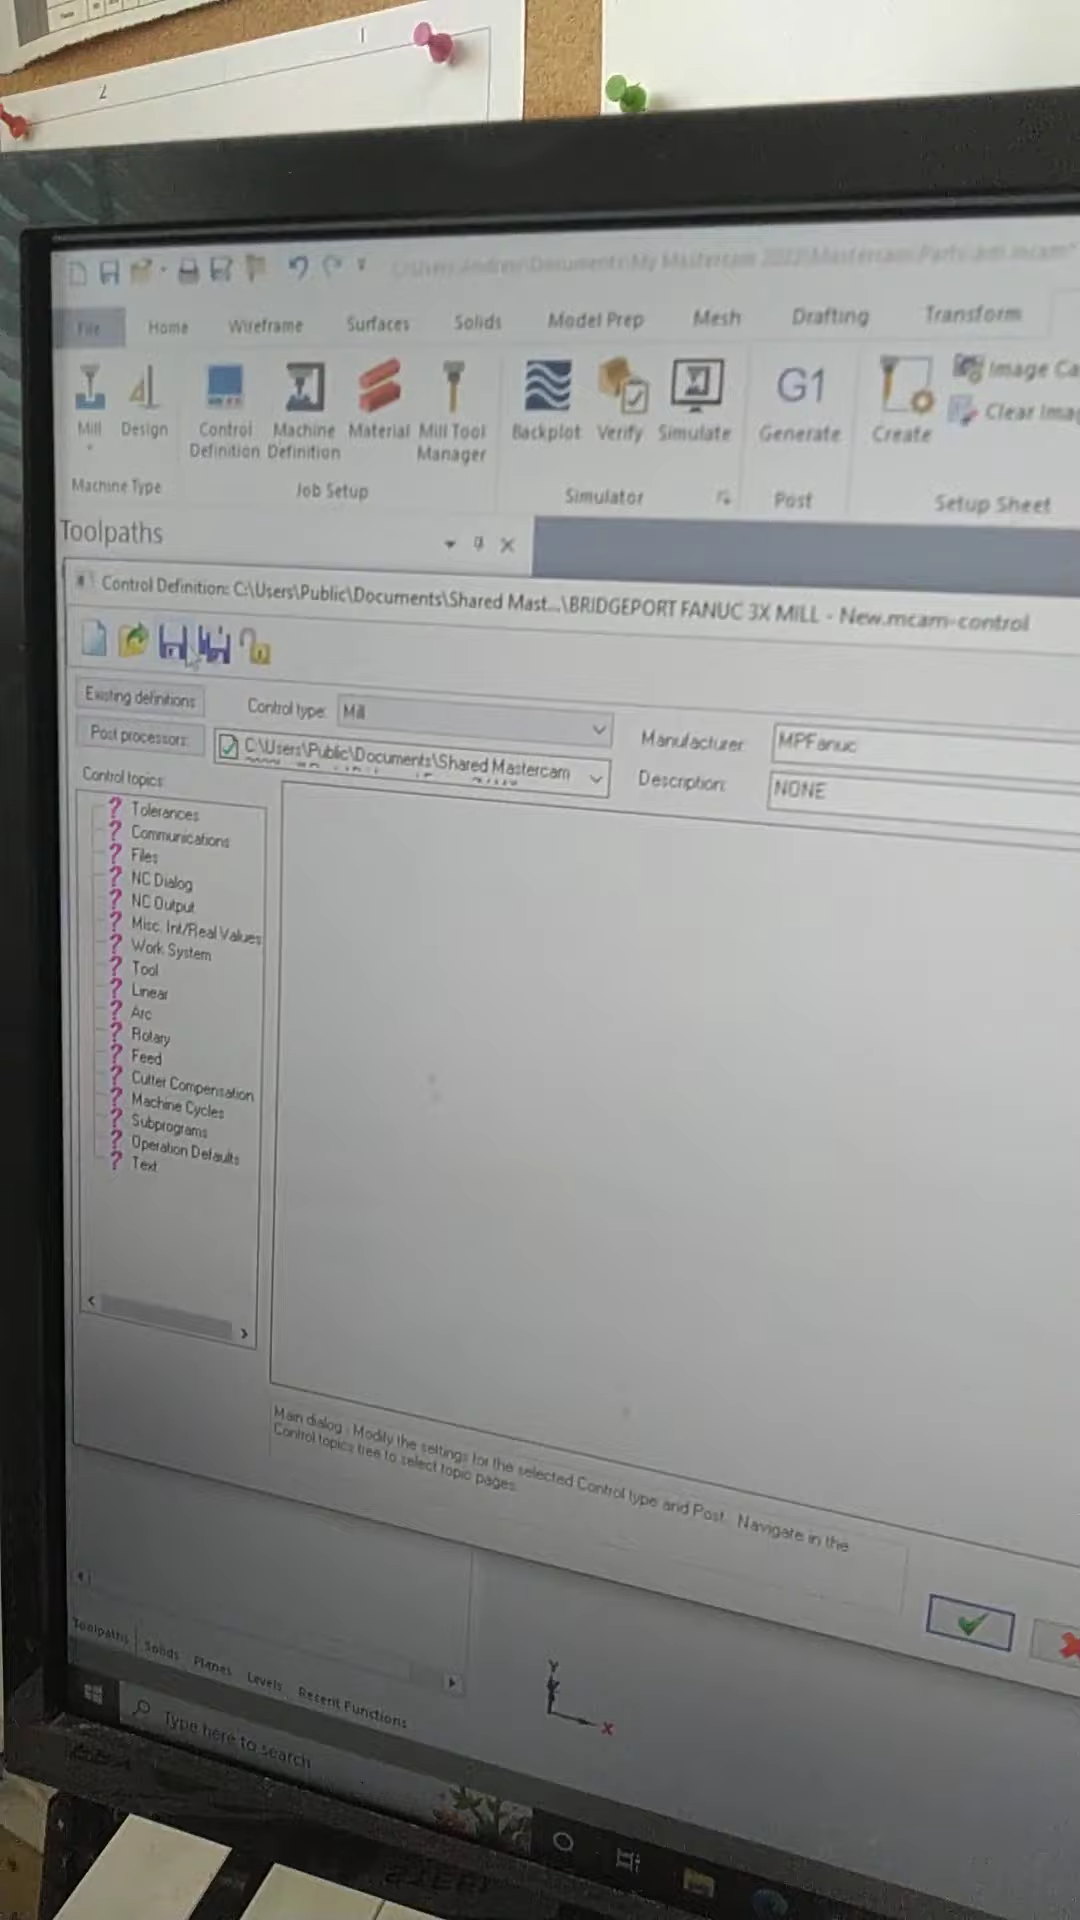 File Home Wireframe Surfaces Solids Model Prep Mesh Drafting Transform
Mill Design Control Definition Machine Definition Material Mill Tool Manager Backplot Verify Simulate G1 Generate Create Image Ca
Clear Imag
Machine Type Job Setup Simulator Post Setup Sheet
Toolpaths
Control Definition: C:\Users\Public\Documents\Shared Mast...\BRIDGEPORT FANUC 3X MILL - New.mcam-control
Existing definitions Control type: Mill Manufacturer: MPFanuc
Post processors: C:\Users\Public\Documents\Shared Mastercam Description: NONE
Control topics:
Tolerances
Communications
Files
NC Dialog
NC Output
Misc. Int/Real Values
Work System
Tool
Linear
Arc
Rotary
Feed
Cutter Compensation
Machine Cycles
Subprograms
Operation Defaults
Text
Main dialog : Modify the settings for the selected Control type and Post. Navigate in the
Control topics tree to select topic pages.
Toolpaths Solids Planes Levels Recent Functions
Y
X
Type here to search